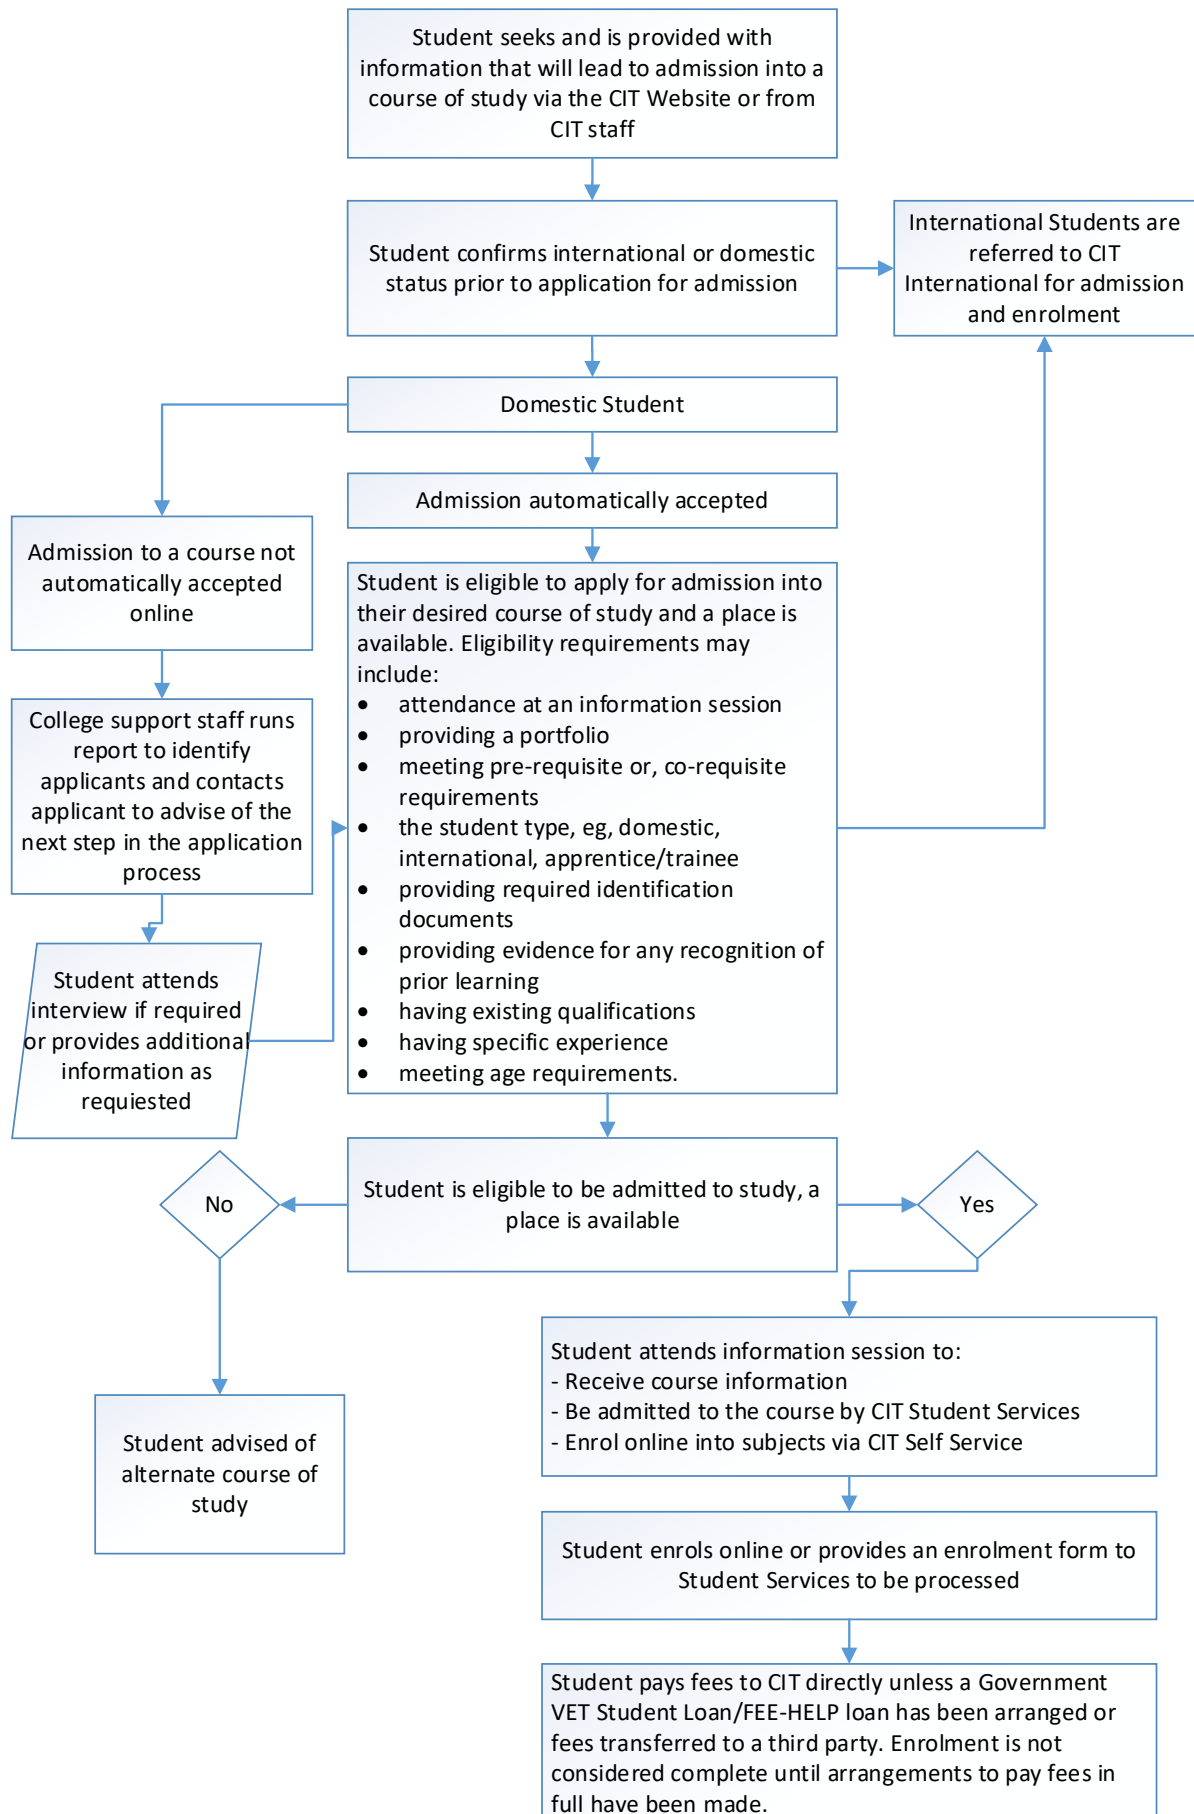 Student seeks and is provided with
information that will lead to admission into a
course of study via the CIT Website or from
CIT staff
Student confirms international or domestic
status prior to application for admission
International Students are
referred to CIT
International for admission
and enrolment
Domestic Student
Admission automatically accepted
Admission to a course not
automatically accepted
online
College support staff runs
report to identify
applicants and contacts
applicant to advise of the
next step in the application
process
Student attends
interview if required
or provides additional
information as
requiested
Student is eligible to apply for admission into
their desired course of study and a place is
available. Eligibility requirements may
include:
• attendance at an information session
• providing a portfolio
• meeting pre-requisite or, co-requisite
requirements
• the student type, eg, domestic,
international, apprentice/trainee
• providing required identification
documents
• providing evidence for any recognition of
prior learning
• having existing qualifications
• having specific experience
• meeting age requirements.
No
Student is eligible to be admitted to study, a
place is available
Yes
Student advised of
alternate course of
study
Student attends information session to:
- Receive course information
- Be admitted to the course by CIT Student Services
- Enrol online into subjects via CIT Self Service
Student enrols online or provides an enrolment form to
Student Services to be processed
Student pays fees to CIT directly unless a Government
VET Student Loan/FEE-HELP loan has been arranged or
fees transferred to a third party. Enrolment is not
considered complete until arrangements to pay fees in
full have been made.